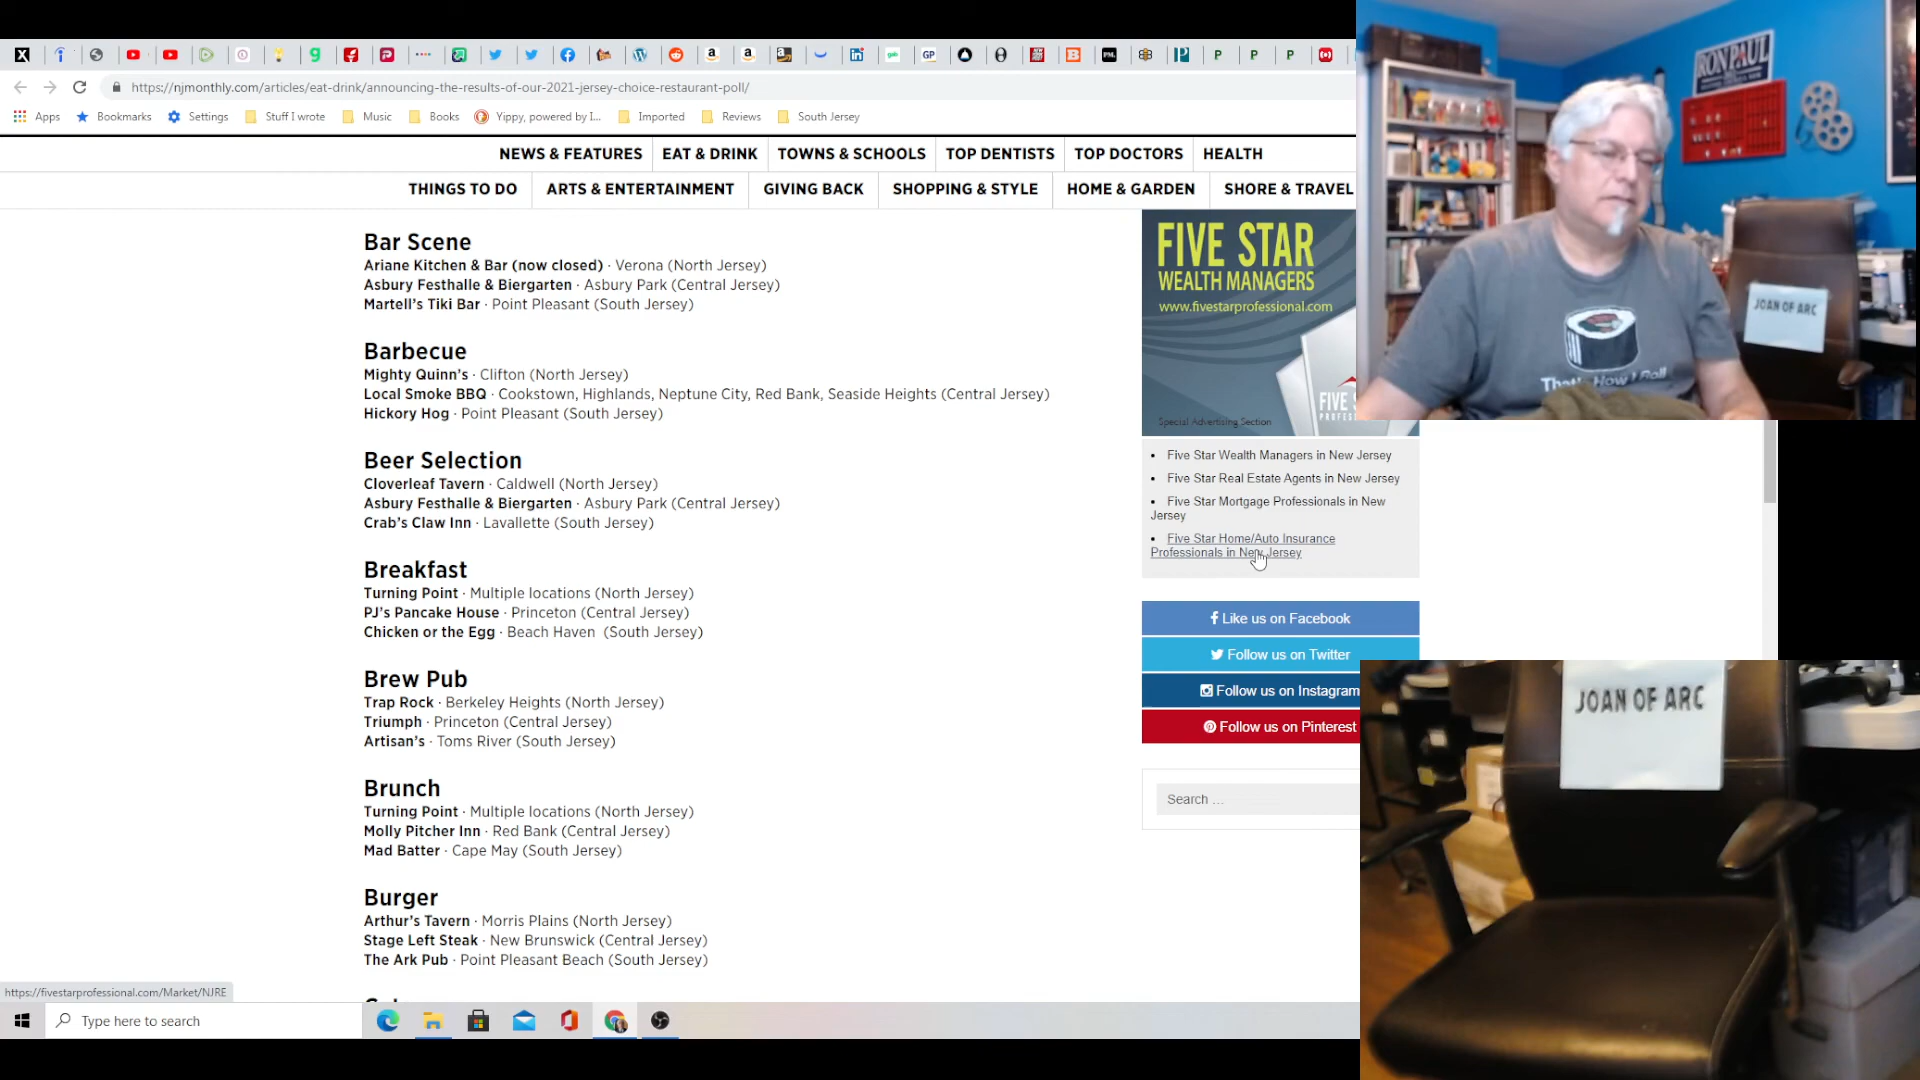 https://njmonthly.com/articles/eat-drink/announcing-the-results-of-our-2021-jersey-choice-restaurant-poll/
Apps Bookmarks Settings Stuff I wrote Music Books Yippy, powered by I... Imported Reviews South Jersey
NEWS & FEATURES EAT & DRINK TOWNS & SCHOOLS TOP DENTISTS TOP DOCTORS HEALTH
THINGS TO DO ARTS & ENTERTAINMENT GIVING BACK SHOPPING & STYLE HOME & GARDEN SHORE & TRAVEL
Bar Scene
Ariane Kitchen & Bar (now closed) · Verona (North Jersey)
Asbury Festhalle & Biergarten · Asbury Park (Central Jersey)
Martell's Tiki Bar · Point Pleasant (South Jersey)
Barbecue
Mighty Quinn's · Clifton (North Jersey)
Local Smoke BBQ · Cookstown, Highlands, Neptune City, Red Bank, Seaside Heights (Central Jersey)
Hickory Hog · Point Pleasant (South Jersey)
Beer Selection
Cloverleaf Tavern · Caldwell (North Jersey)
Asbury Festhalle & Biergarten · Asbury Park (Central Jersey)
Crab's Claw Inn · Lavallette (South Jersey)
Breakfast
Turning Point · Multiple locations (North Jersey)
PJ's Pancake House · Princeton (Central Jersey)
Chicken or the Egg · Beach Haven (South Jersey)
Brew Pub
Trap Rock · Berkeley Heights (North Jersey)
Triumph · Princeton (Central Jersey)
Artisan's · Toms River (South Jersey)
Brunch
Turning Point · Multiple locations (North Jersey)
Molly Pitcher Inn · Red Bank (Central Jersey)
Mad Batter · Cape May (South Jersey)
Burger
Arthur's Tavern · Morris Plains (North Jersey)
Stage Left Steak · New Brunswick (Central Jersey)
The Ark Pub · Point Pleasant Beach (South Jersey)
https://fivestarprofessional.com/Market/NJRE
Type here to search
FIVE STAR
WEALTH MANAGERS
www.fivestarprofessional.com
FIVE S
Special Advertising Section
Five Star Wealth Managers in New Jersey
Five Star Real Estate Agents in New Jersey
Five Star Mortgage Professionals in New
Jersey
Five Star Home/Auto Insurance
Professionals in New Jersey
Like us on Facebook
Follow us on Twitter
Follow us on Instagram
Follow us on Pinterest
Search ...
RON PAUL
JOAN OF ARC
That's How I Roll
JOAN OF ARC